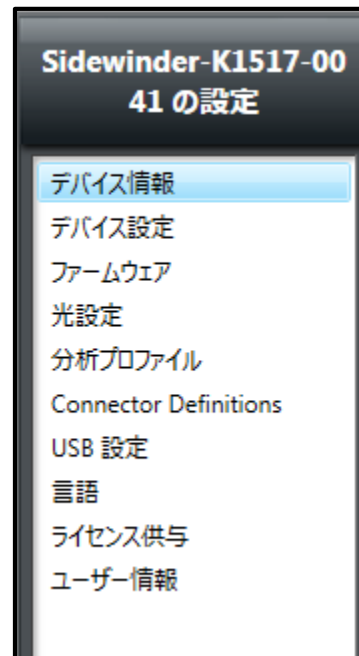 Sidewinder-K1517-00
41 の設定
デバイス情報
デバイス設定
ファームウェア
光設定
分析プロファイル
Connector Definitions
USB 設定
言語
ライセンス供与
ユーザー情報